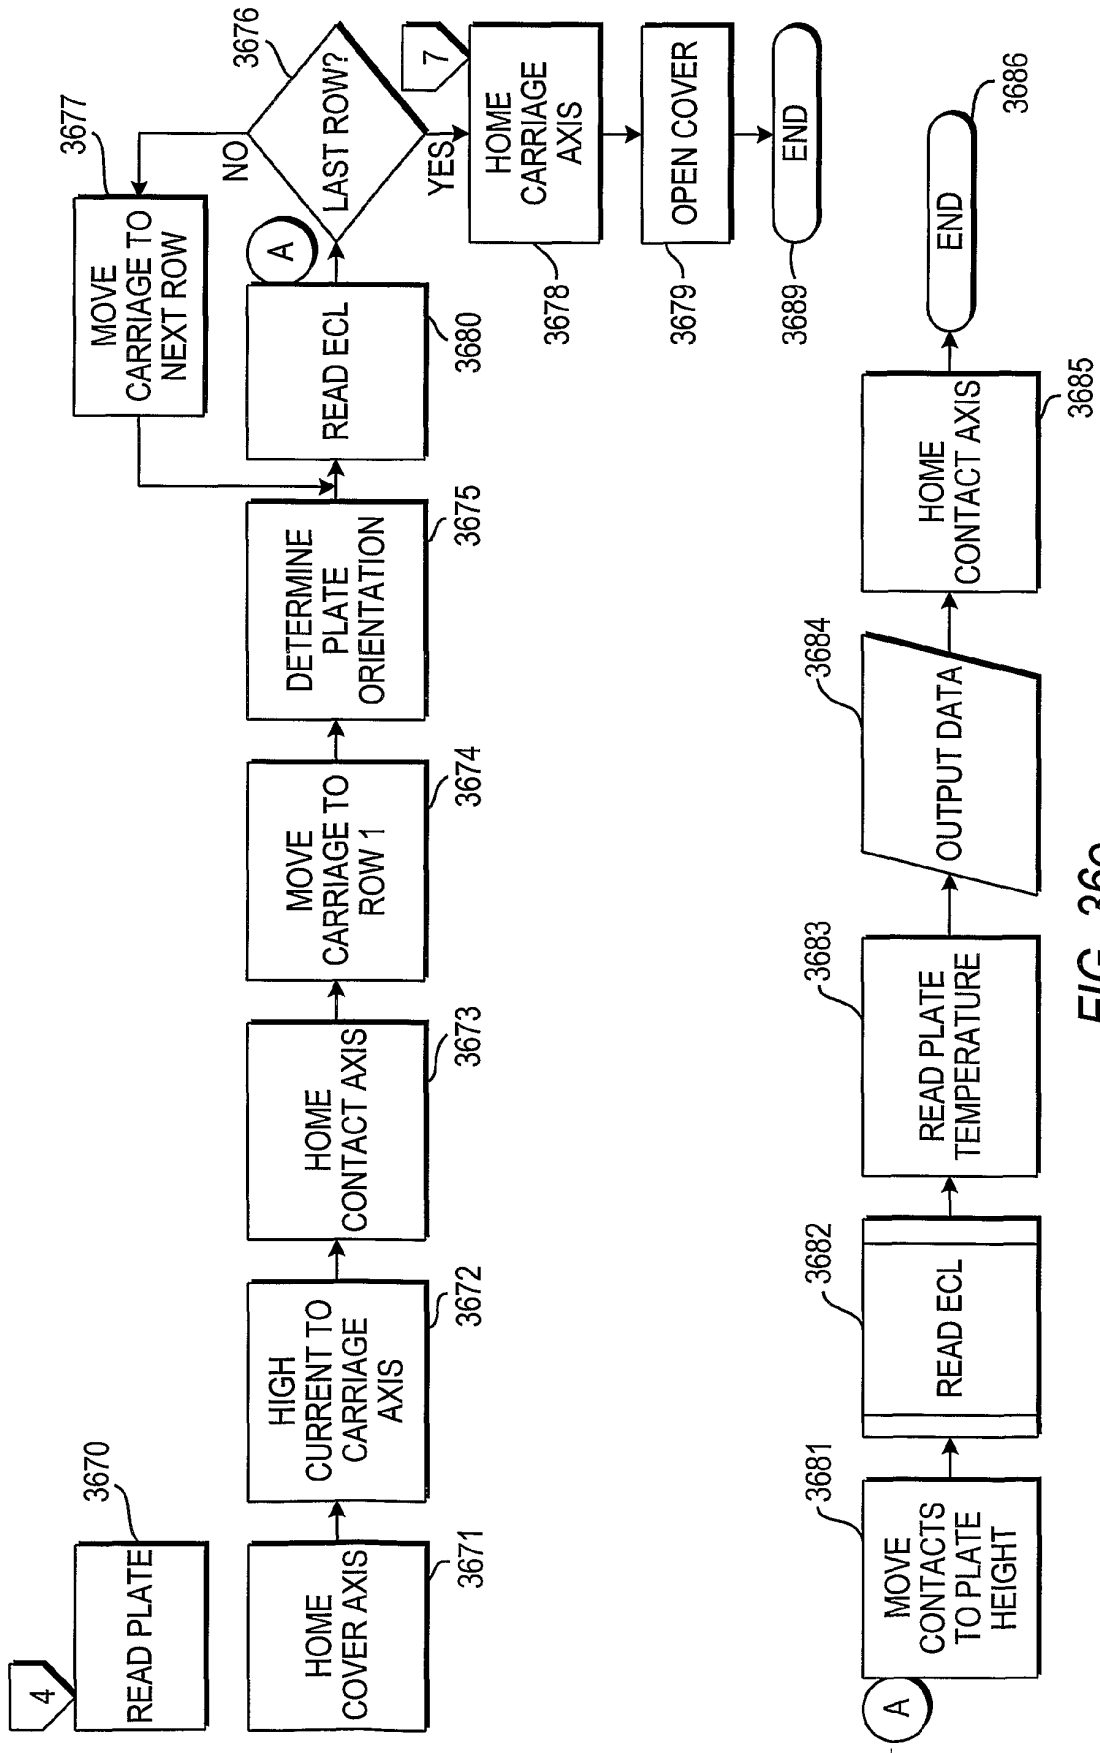 4
READ PLATE
3670
HOME
COVER AXIS
3671
HIGH
CURRENT TO
CARRIAGE
AXIS
3672
HOME
CONTACT AXIS
3673
MOVE
CARRIAGE TO
ROW 1
3674
DETERMINE
PLATE
ORIENTATION
3675
READ ECL
3680
A
LAST ROW?
3676
NO
MOVE
CARRIAGE TO
NEXT ROW
3677
YES
7
HOME
CARRIAGE
AXIS
3678
OPEN COVER
3679
END
3689
A
MOVE
CONTACTS
TO PLATE
HEIGHT
3681
READ ECL
3682
READ PLATE
TEMPERATURE
3683
OUTPUT DATA
3684
HOME
CONTACT AXIS
3685
END
3686
FIG.